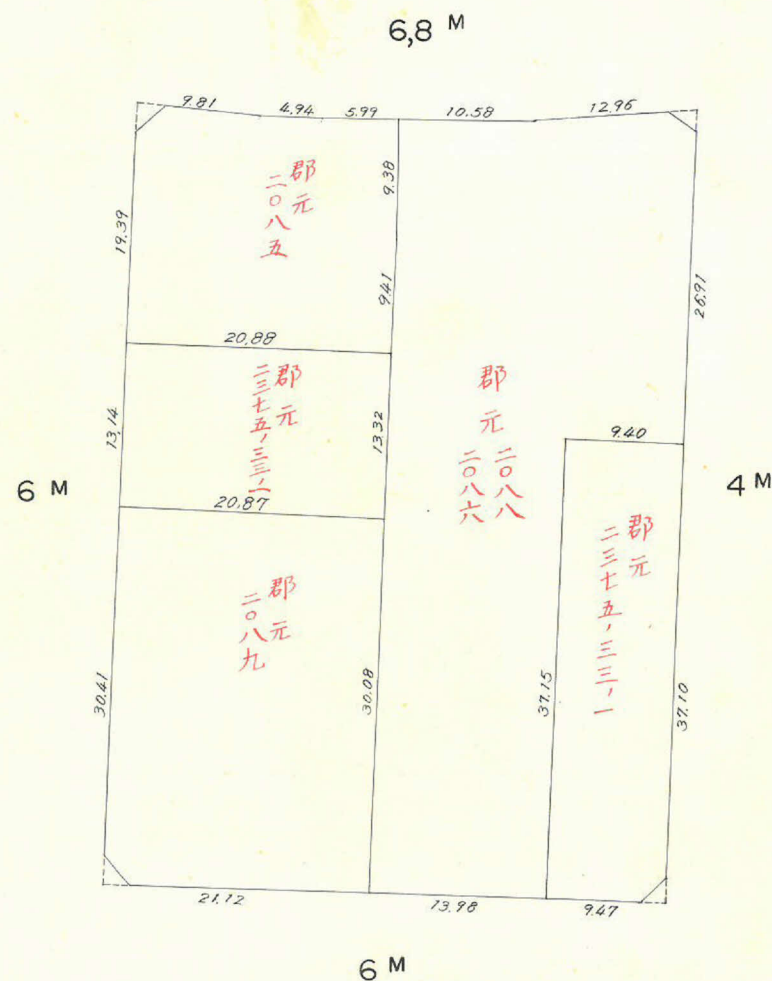 6,8 M
9.81
4.94
5.99
10.58
12.96
19.39
郡元
二〇八五
9.38
9.41
26.91
20.88
13.14
郡元
二三七五,三三,一
13.32
郡元
二〇八八
二〇八六
9.40
6 M
4 M
20.87
郡元
二〇八九
郡元
二三七五,三三,一
30.41
30.08
37.15
37.10
21.12
13.98
9.47
6 M